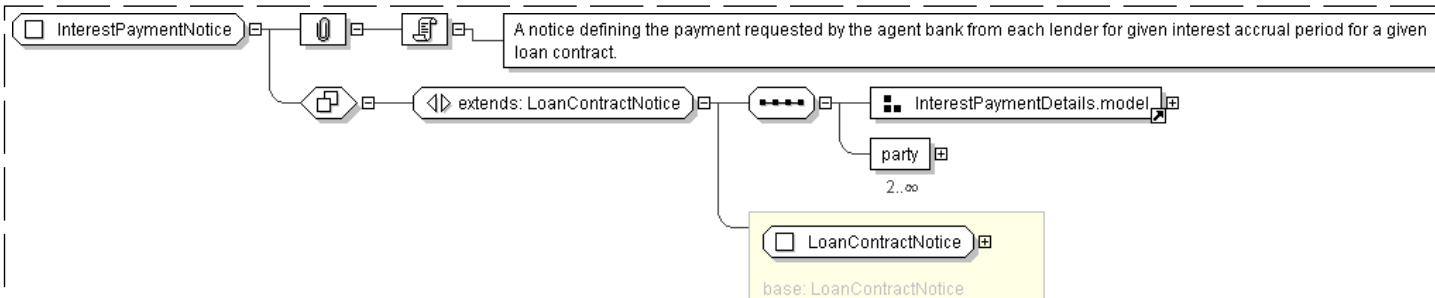 InterestPaymentNotice
A notice defining the payment requested by the agent bank from each lender for given interest accrual period for a given
loan contract.
extends: LoanContractNotice
InterestPaymentDetails.model
party
2..∞
LoanContractNotice
base: LoanContractNotice